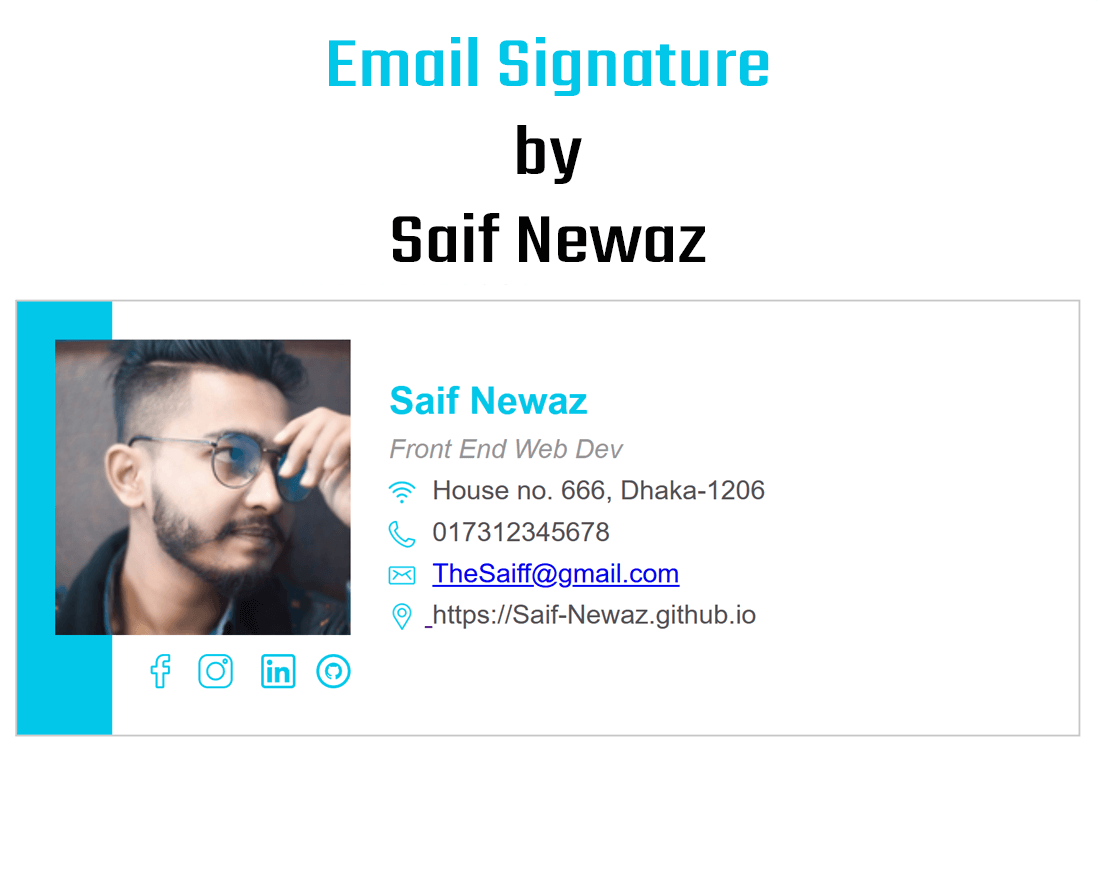 Email Signature
by
Saif Newaz
Saif Newaz
Front End Web Dev
House no. 666, Dhaka-1206
017312345678
TheSaiff@gmail.com
https://Saif-Newaz.github.io
in